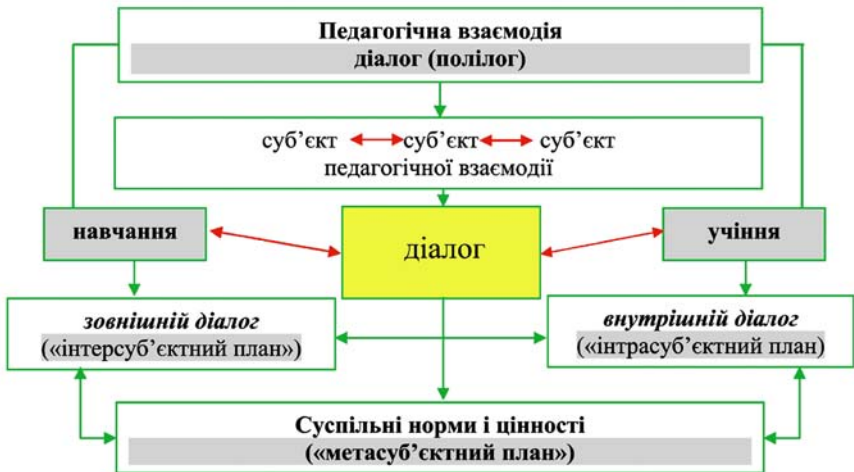 Педагогічна взаємодія
діалог (полілог)
суб’єкт суб’єкт суб’єкт
педагогічної взаємодії
навчання
діалог
учіння
зовнішній діалог
(«інтерсуб’єктний план»)
внутрішній діалог
(«інтрасуб’єктний план)
Суспільні норми і цінності
(«метасуб’єктний план»)